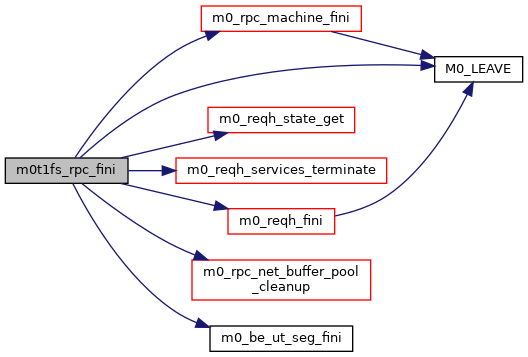 m0_rpc_machine_fini
M0_LEAVE
m0_reqh_state_get
m0t1fs_rpc_fini
m0_reqh_services_terminate
m0_reqh_fini
m0_rpc_net_buffer_pool
_cleanup
m0_be_ut_seg_fini